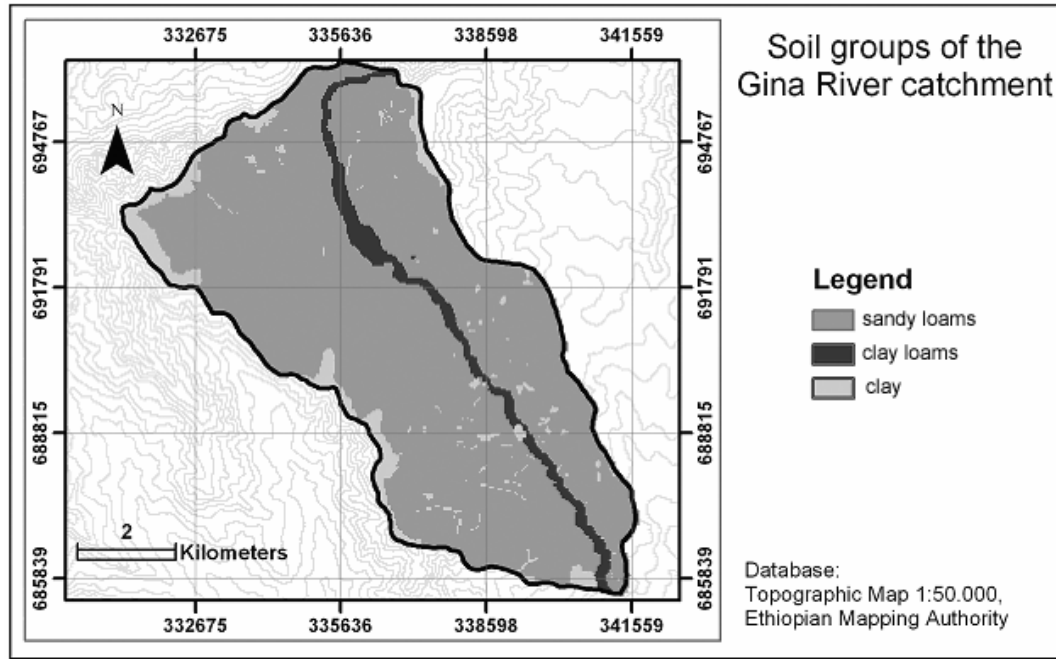 Soil groups of the
Gina River catchment
332675 335636 338598 341559
694767
691791
688815
685839
N
694767
691791
688815
685839
2
Kilometers
332675 335636 338598 341559
Legend
sandy loams
clay loams
clay
Database:
Topographic Map 1:50.000,
Ethiopian Mapping Authority